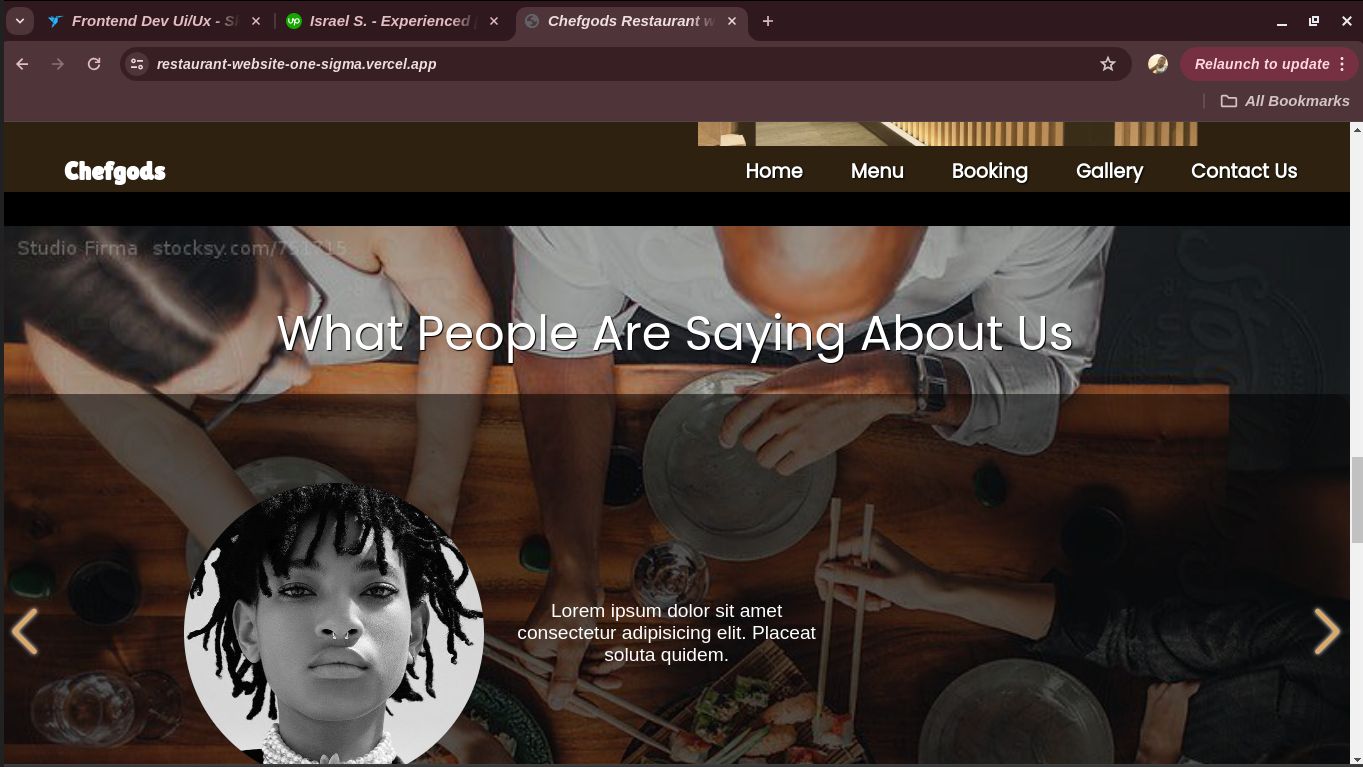 Frontend Dev Ui/Ux - S
Israel S. - Experienced
Chefgods Restaurant w
restaurant-website-one-sigma.vercel.app
Relaunch to update
All Bookmarks
Chefgods
Home Menu Booking Gallery Contact Us
Studio Firma stocksy.com/751715
What People Are Saying About Us
Lorem ipsum dolor sit amet
consectetur adipisicing elit. Placeat
soluta quidem.